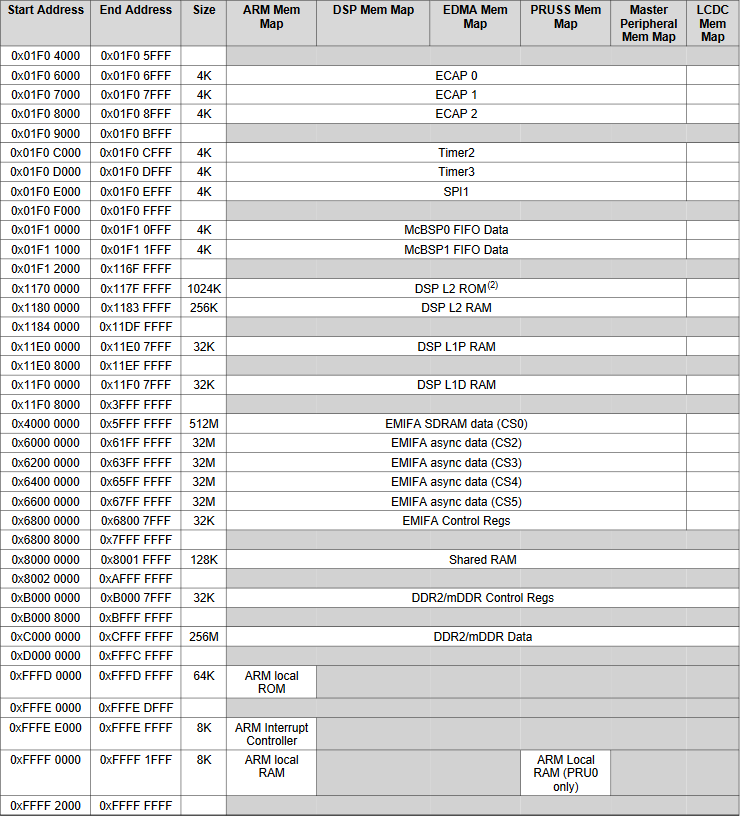 Start Address End Address Size ARM Mem Map DSP Mem Map EDMA Mem Map PRUSS Mem Map Master Peripheral Mem Map LCDC Mem Map
0x01F0 4000 0x01F0 5FFF
0x01F0 6000 0x01F0 6FFF 4K ECAP 0
0x01F0 7000 0x01F0 7FFF 4K ECAP 1
0x01F0 8000 0x01F0 8FFF 4K ECAP 2
0x01F0 9000 0x01F0 BFFF
0x01F0 C000 0x01F0 CFFF 4K Timer2
0x01F0 D000 0x01F0 DFFF 4K Timer3
0x01F0 E000 0x01F0 EFFF 4K SPI1
0x01F0 F000 0x01F0 FFFF
0x01F1 0000 0x01F1 0FFF 4K McBSP0 FIFO Data
0x01F1 1000 0x01F1 1FFF 4K McBSP1 FIFO Data
0x01F1 2000 0x116F FFFF
0x1170 0000 0x117F FFFF 1024K DSP L2 ROM(2)
0x1180 0000 0x1183 FFFF 256K DSP L2 RAM
0x1184 0000 0x11DF FFFF
0x11E0 0000 0x11E0 7FFF 32K DSP L1P RAM
0x11E0 8000 0x11EF FFFF
0x11F0 0000 0x11F0 7FFF 32K DSP L1D RAM
0x11F0 8000 0x3FFF FFFF
0x4000 0000 0x5FFF FFFF 512M EMIFA SDRAM data (CS0)
0x6000 0000 0x61FF FFFF 32M EMIFA async data (CS2)
0x6200 0000 0x63FF FFFF 32M EMIFA async data (CS3)
0x6400 0000 0x65FF FFFF 32M EMIFA async data (CS4)
0x6600 0000 0x67FF FFFF 32M EMIFA async data (CS5)
0x6800 0000 0x6800 7FFF 32K EMIFA Control Regs
0x6800 8000 0x7FFF FFFF
0x8000 0000 0x8001 FFFF 128K Shared RAM
0x8002 0000 0xAFFF FFFF
0xB000 0000 0xB000 7FFF 32K DDR2/mDDR Control Regs
0xB000 8000 0xBFFF FFFF
0xC000 0000 0xCFFF FFFF 256M DDR2/mDDR Data
0xD000 0000 0xFFFC FFFF
0xFFFD 0000 0xFFFD FFFF 64K ARM local ROM
0xFFFE 0000 0xFFFE DFFF
0xFFFE E000 0xFFFE FFFF 8K ARM Interrupt Controller
0xFFFF 0000 0xFFFF 1FFF 8K ARM local RAM ARM Local RAM (PRU0 only)
0xFFFF 2000 0xFFFF FFFF